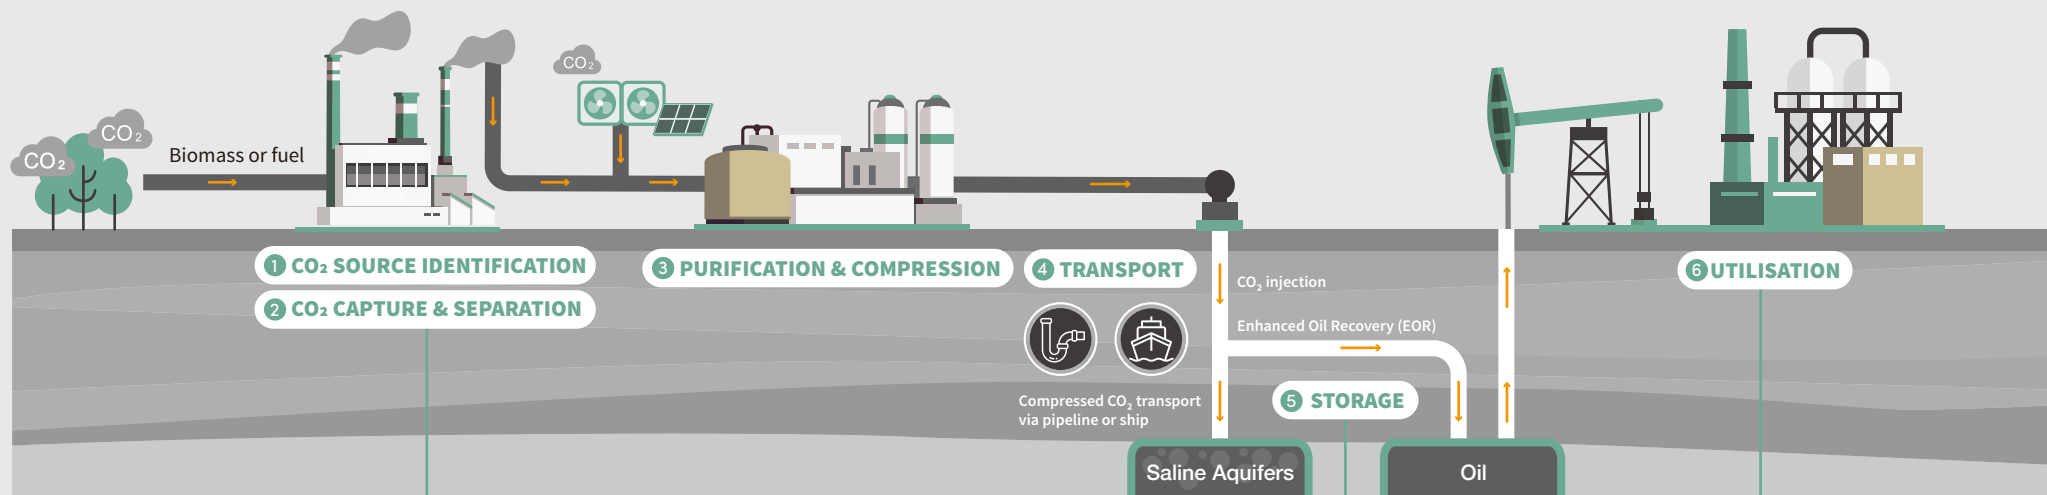 CO₂
CO₂
Biomass or fuel
CO₂
1 CO₂ SOURCE IDENTIFICATION
2 CO₂ CAPTURE & SEPARATION
3 PURIFICATION & COMPRESSION
4 TRANSPORT
Compressed CO₂ transport
via pipeline or ship
CO₂ injection
Enhanced Oil Recovery (EOR)
5 STORAGE
Saline Aquifers
Oil
6 UTILISATION